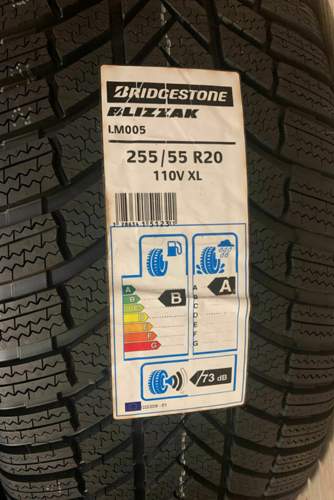 BRIDGESTONE
BLIZZAK
LM005
255/55 R20
110V XL
A
B
C
D
E
F
G
B
A
B
C
D
E
F
G
A
73 dB